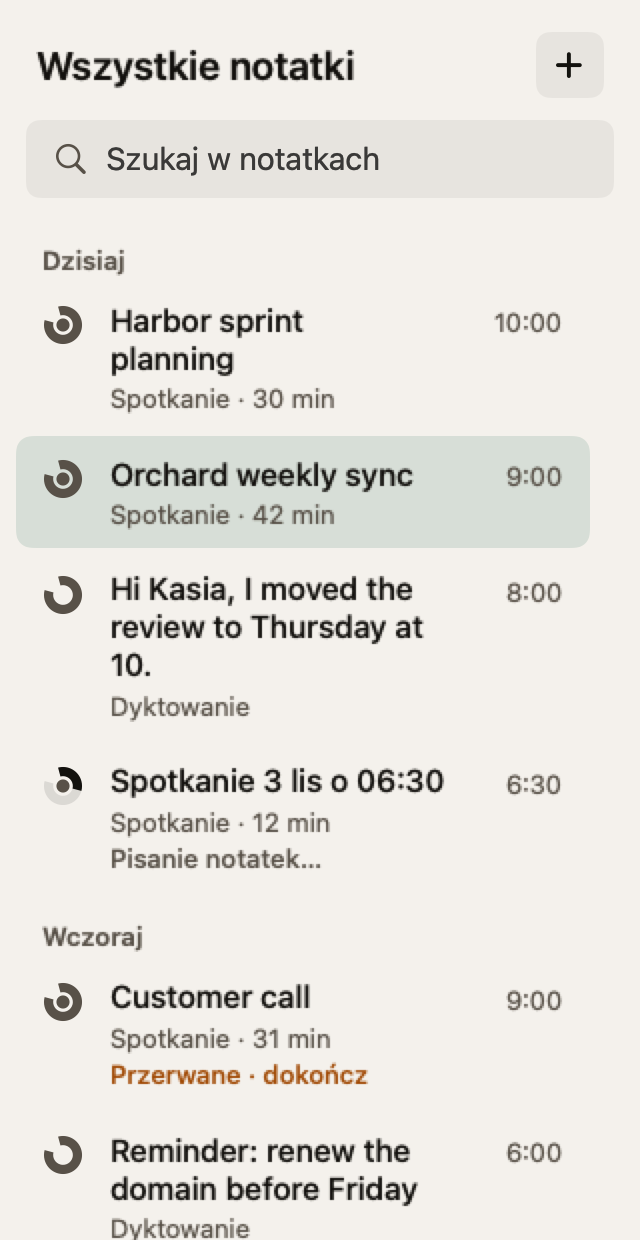 Wszystkie notatki
Szukaj w notatkach
Dzisiaj
Harbor sprint 10:00
planning
Spotkanie · 30 min
Orchard weekly sync 9:00
Spotkanie · 42 min
Hi Kasia, I moved the 8:00
review to Thursday at
10.
Dyktowanie
Spotkanie 3 lis o 06:30 6:30
Spotkanie · 12 min
Pisanie notatek...
Wczoraj
Customer call 9:00
Spotkanie · 31 min
Przerwane · dokończ
Reminder: renew the 6:00
domain before Friday
Dyktowanie